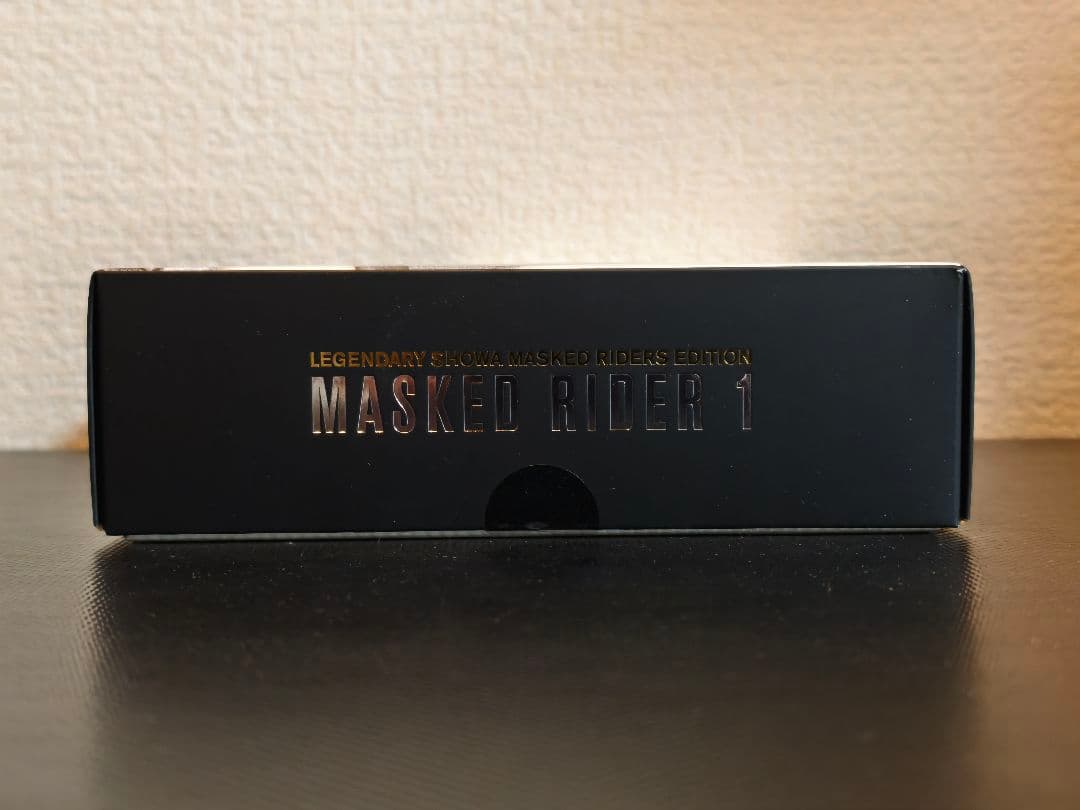 LEGENDARY SHOWA MASKED RIDERS EDITION
MASKED RIDER 1